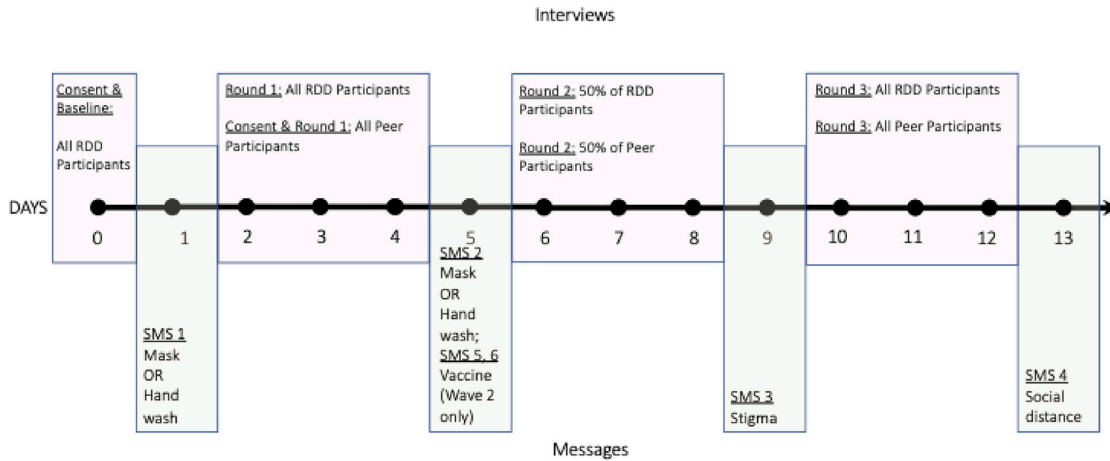 Interviews
Consent &
Baseline:
All RDD
Participants
Round 1: All RDD Participants
Consent & Round 1: All Peer
Participants
Round 2: 50% of RDD
Participants
Round 2: 50% of Peer
Participants
Round 3: All RDD Participants
Round 3: All Peer Participants
DAYS
0 1 2 3 4 5 6 7 8 9 10 11 12 13
SMS 1
Mask
OR
Hand
wash
SMS 2
Mask
OR
Hand
wash;
SMS 5, 6
Vaccine
(Wave 2
only)
SMS 3
Stigma
SMS 4
Social
distance
Messages